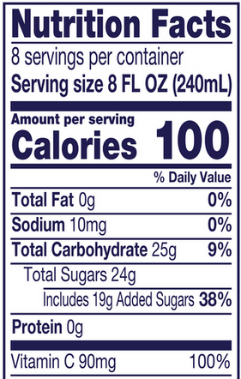 Nutrition Facts
8 servings per container
Serving size 8 FL OZ (240mL)
Amount per serving
Calories 100
% Daily Value
Total Fat 0g 0%
Sodium 10mg 0%
Total Carbohydrate 25g 9%
Total Sugars 24g
Includes 19g Added Sugars 38%
Protein 0g
Vitamin C 90mg 100%